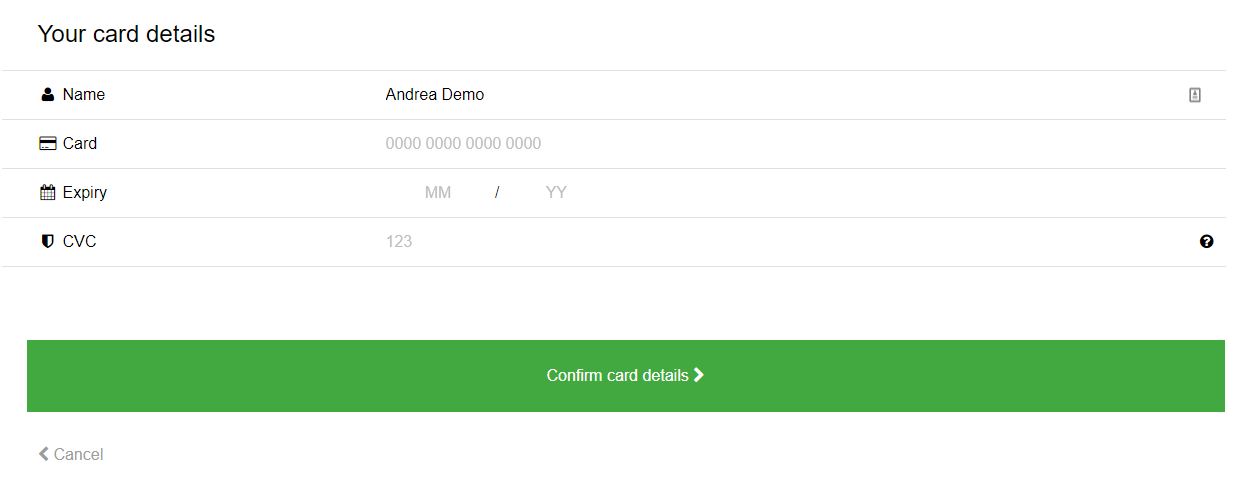 Your card details
Name Andrea Demo
Card 0000 0000 0000 0000
Expiry MM / YY
CVC 123
Confirm card details
Cancel